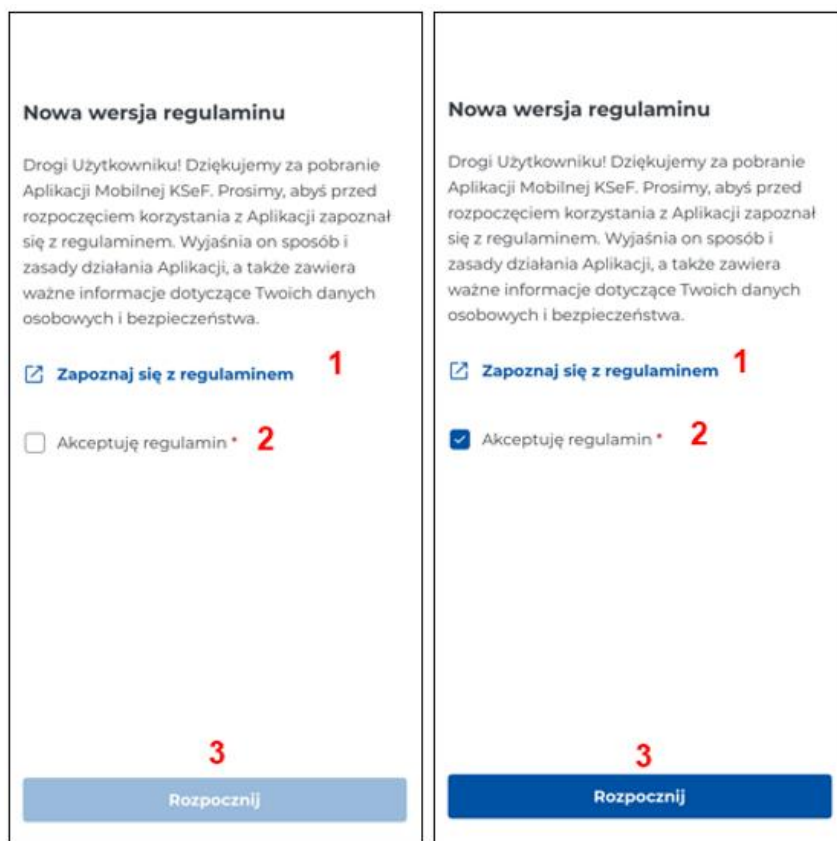 Nowa wersja regulaminu
Drogi Użytkowniku! Dziękujemy za pobranie
Aplikacji Mobilnej KSeF. Prosimy, abyś przed
rozpoczęciem korzystania z Aplikacji zapoznał
się z regulaminem. Wyjaśnia on sposób i
zasady działania Aplikacji, a także zawiera
ważne informacje dotyczące Twoich danych
osobowych i bezpieczeństwa.
Zapoznaj się z regulaminem 1
Akceptuję regulamin * 2
3
Rozpocznij
Nowa wersja regulaminu
Drogi Użytkowniku! Dziękujemy za pobranie
Aplikacji Mobilnej KSeF. Prosimy, abyś przed
rozpoczęciem korzystania z Aplikacji zapoznał
się z regulaminem. Wyjaśnia on sposób i
zasady działania Aplikacji, a także zawiera
ważne informacje dotyczące Twoich danych
osobowych i bezpieczeństwa.
Zapoznaj się z regulaminem 1
Akceptuję regulamin * 2
3
Rozpocznij